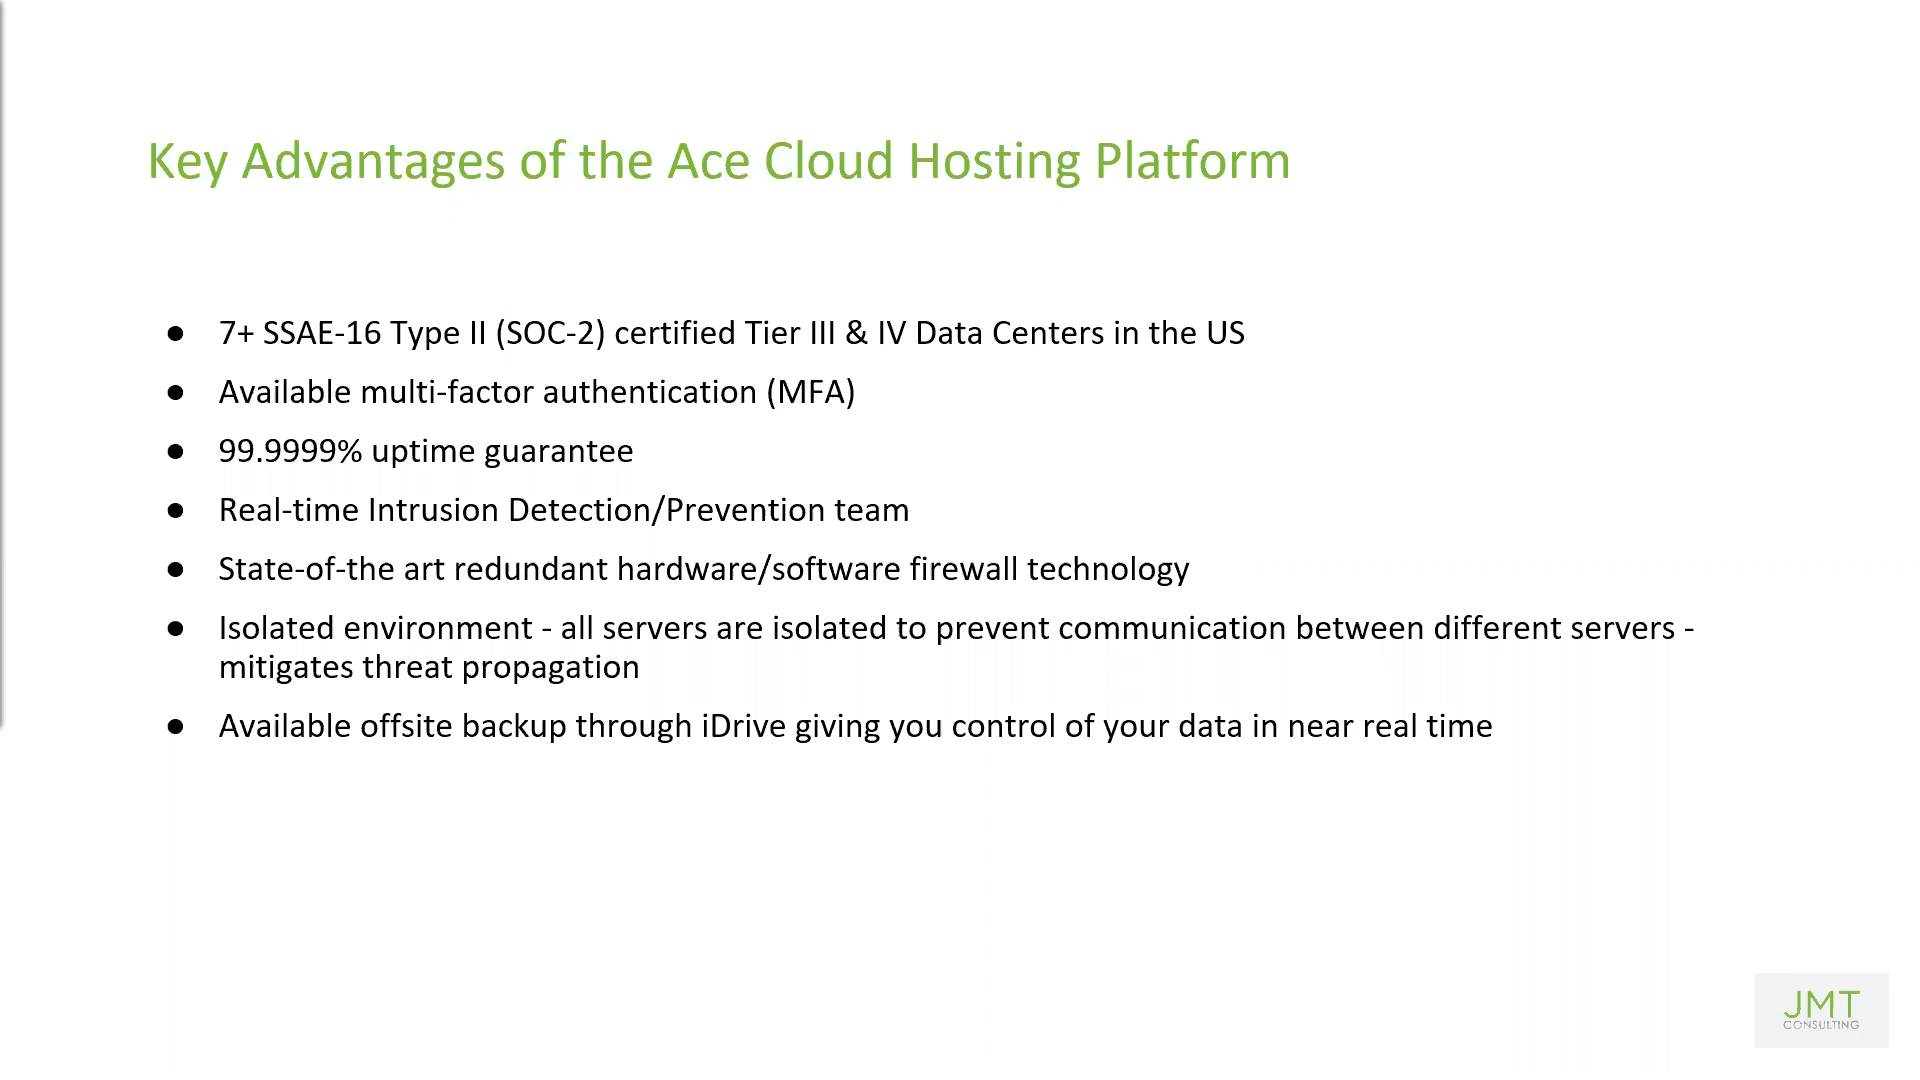 Key Advantages of the Ace Cloud Hosting Platform
● 7+ SSAE-16 Type II (SOC-2) certified Tier III & IV Data Centers in the US
● Available multi-factor authentication (MFA)
● 99.9999% uptime guarantee
● Real-time Intrusion Detection/Prevention team
● State-of-the art redundant hardware/software firewall technology
● Isolated environment - all servers are isolated to prevent communication between different servers -
mitigates threat propagation
● Available offsite backup through iDrive giving you control of your data in near real time
JMT
CONSULTING